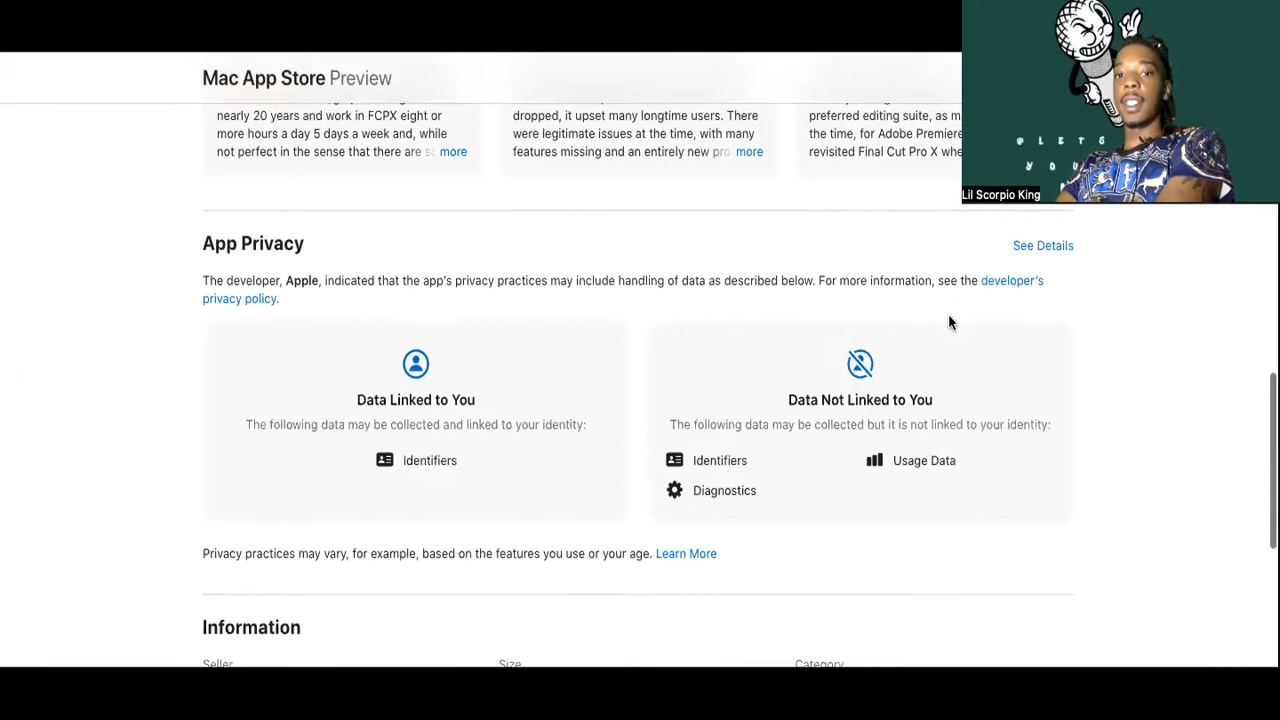 Mac App Store Preview
nearly 20 years and work in FCPX eight or
more hours a day 5 days a week and, while
not perfect in the sense that there are more
dropped, it upset many longtime users. There
were legitimate issues at the time, with many
features missing and an entirely new pro more
preferred editing suite, as m
the time, for Adobe Premiere
revisited Final Cut Pro X whe
@LETS
YOU
Lil Scorpio King
App Privacy
See Details
The developer, Apple, indicated that the app's privacy practices may include handling of data as described below. For more information, see the developer's
privacy policy.
Data Linked to You
The following data may be collected and linked to your identity:
Identifiers
Data Not Linked to You
The following data may be collected but it is not linked to your identity:
Identifiers
Usage Data
Diagnostics
Privacy practices may vary, for example, based on the features you use or your age. Learn More
Information
Seller
Size
Category